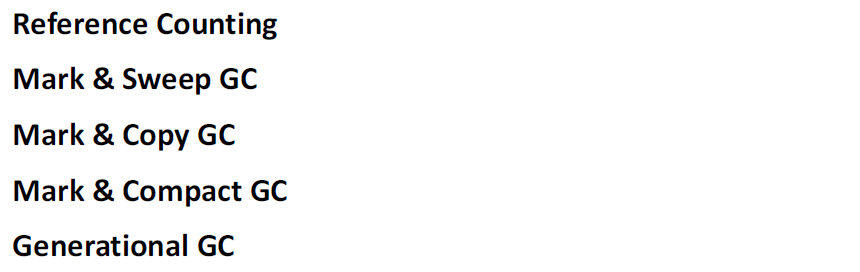 Reference Counting
Mark & Sweep GC
Mark & Copy GC
Mark & Compact GC
Generational GC